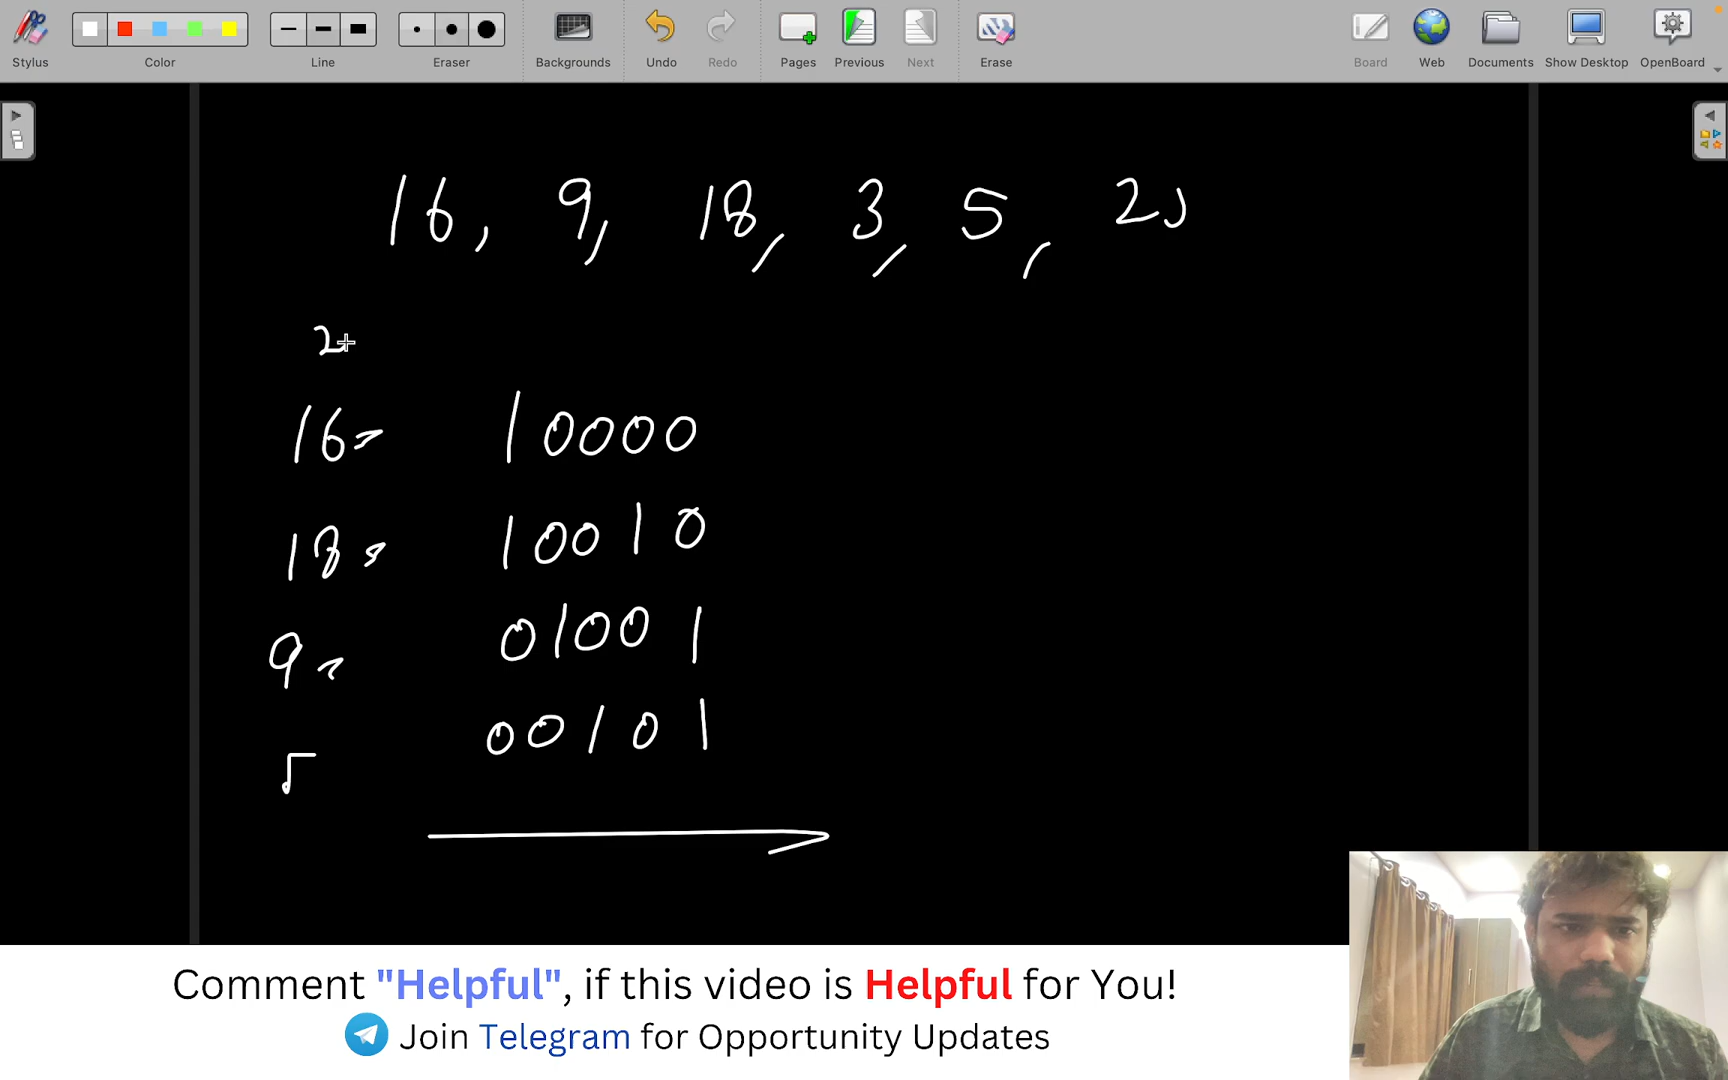 Stylus Color Line Eraser Backgrounds Undo Redo Pages Previous Next Erase Board Web Documents Show Desktop OpenBoard
16, 9, 18, 3, 5,
16= 10000
18= 10010
9= 01001
5 00101
Comment "Helpful", if this video is Helpful for You!
Join Telegram for Opportunity Updates